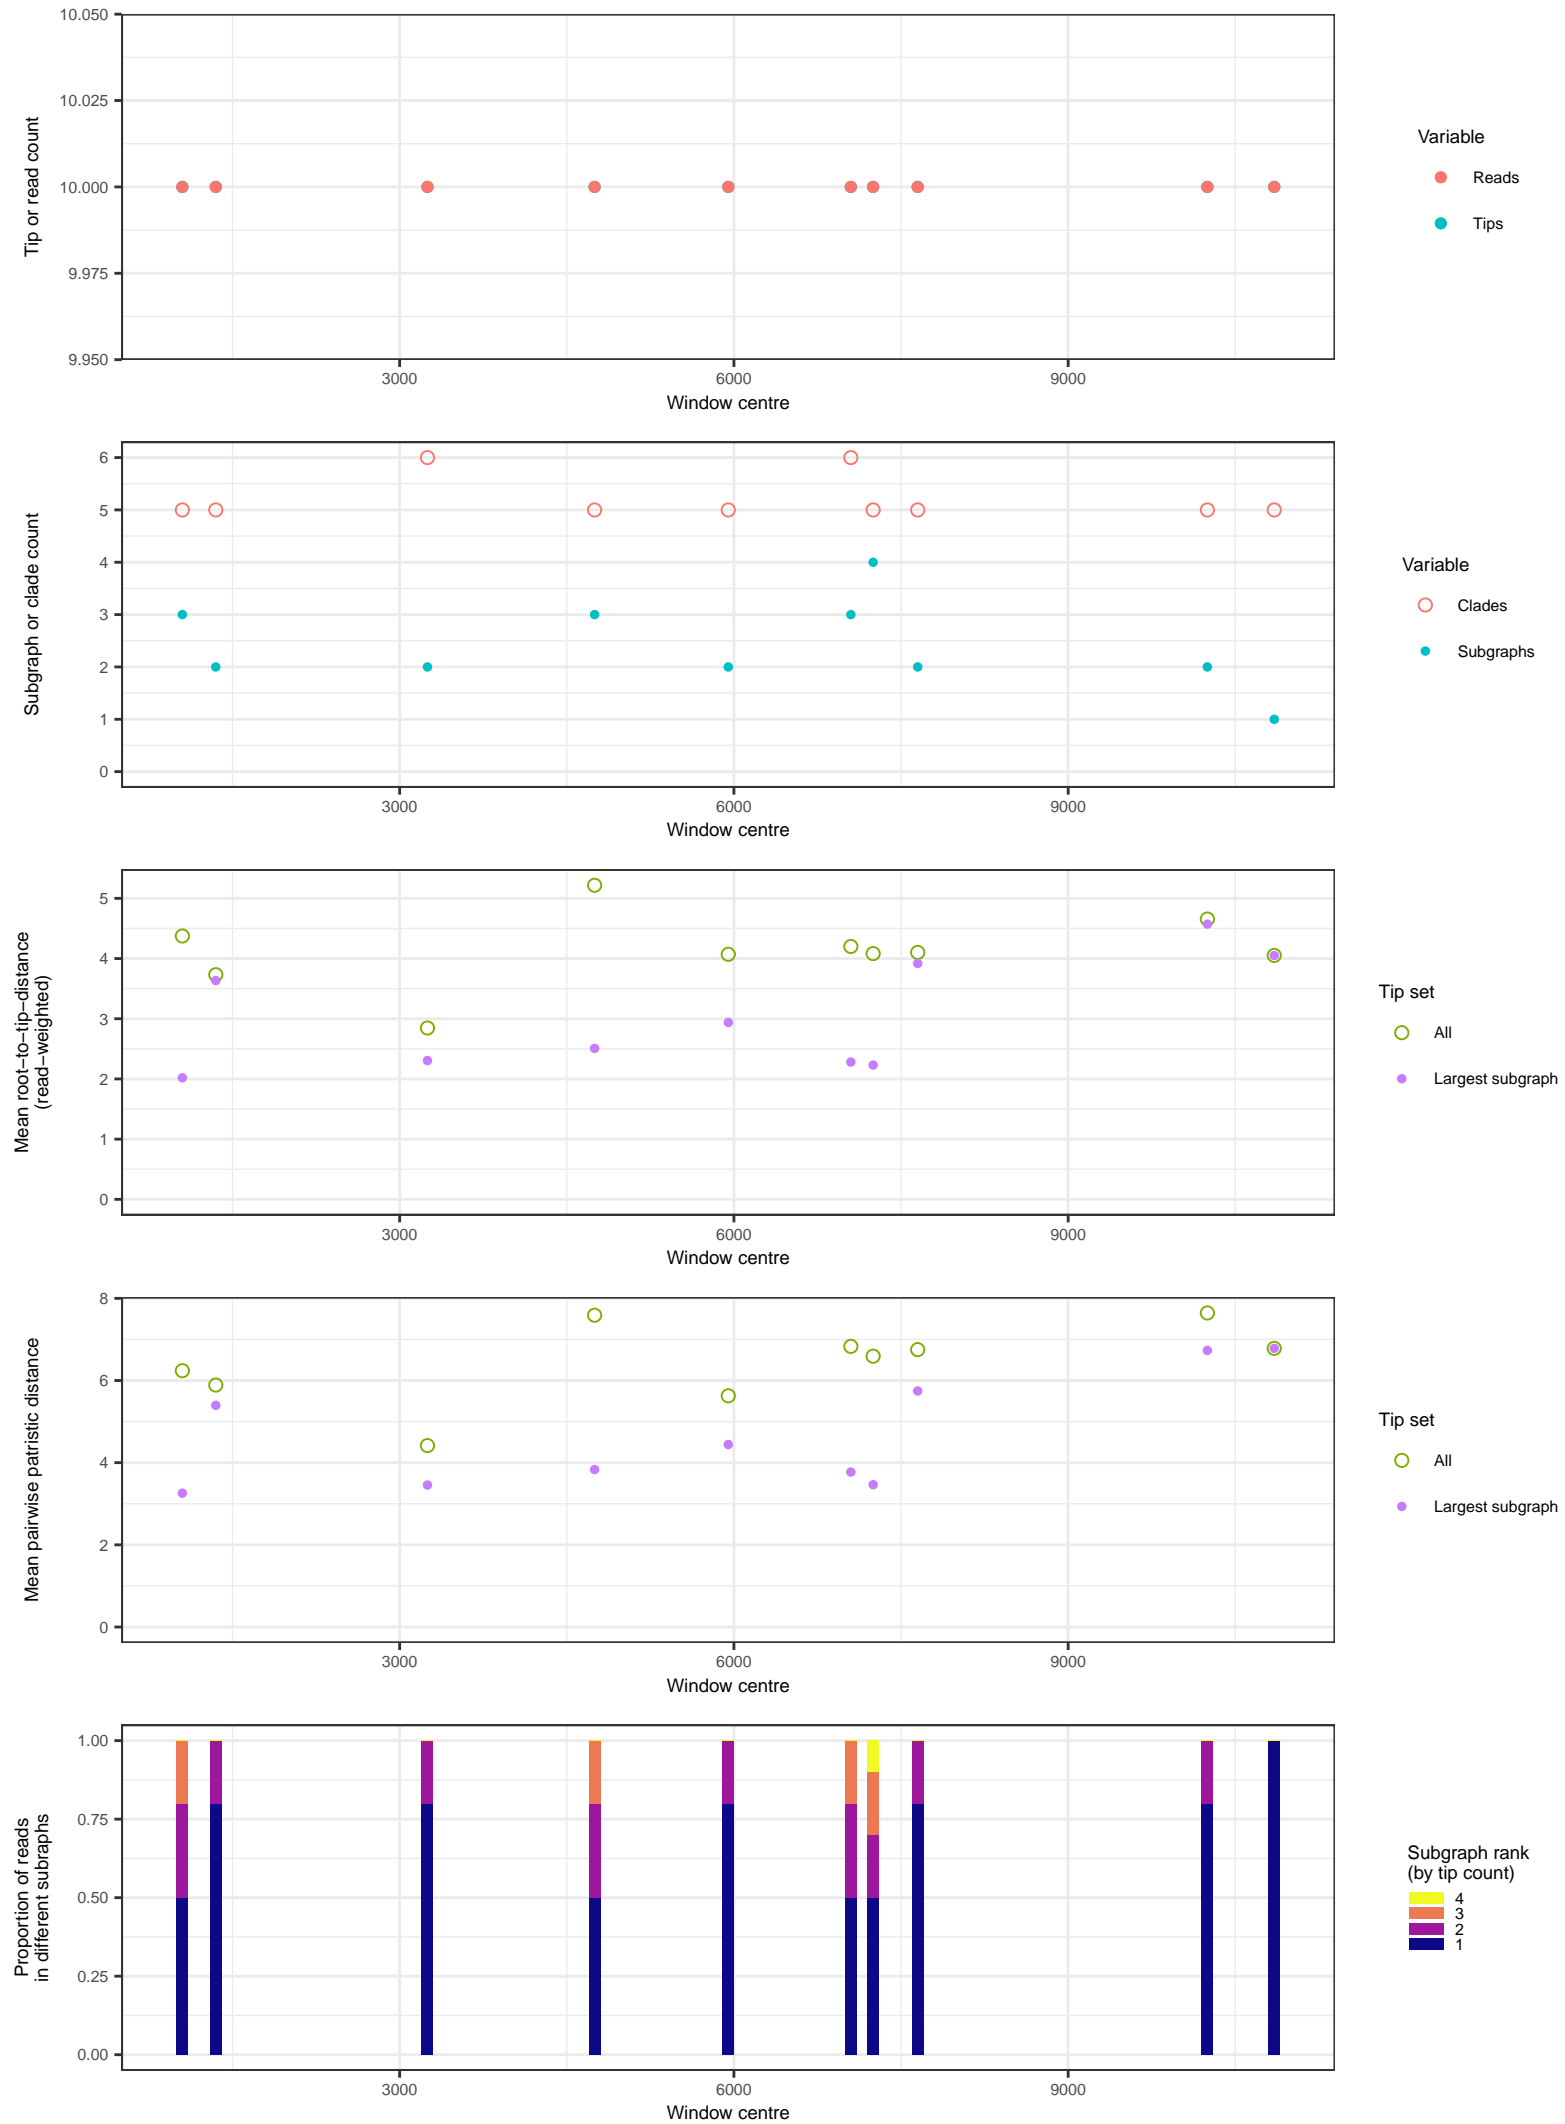 10.050
10.025
10.000
9.975
9.950
Tip or read count
3000
6000
9000
Window centre
Variable
Reads
Tips
6
5
4
3
2
1
0
Subgraph or clade count
3000
6000
9000
Window centre
Variable
Clades
Subgraphs
5
4
3
2
1
0
Mean root−to−tip−distance
(read−weighted)
3000
6000
9000
Window centre
Tip set
All
Largest subgraph
8
6
4
2
0
Mean pairwise patristic distance
3000
6000
9000
Window centre
Tip set
All
Largest subgraph
1.00
0.75
0.50
0.25
0.00
Proportion of reads
in different subraphs
3000
6000
9000
Window centre
Subgraph rank
(by tip count)
4
3
2
1